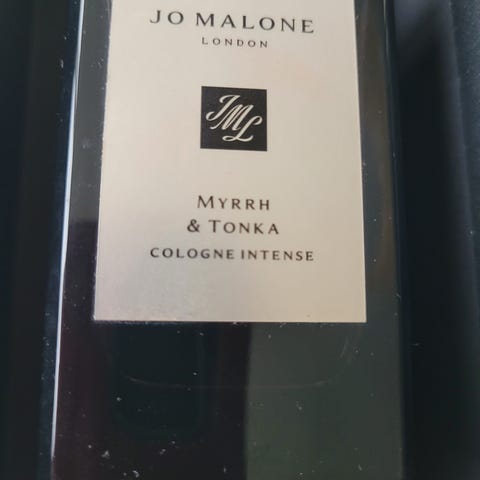 JO MALONE
LONDON
JML
MYRRH
& TONKA
COLOGNE INTENSE